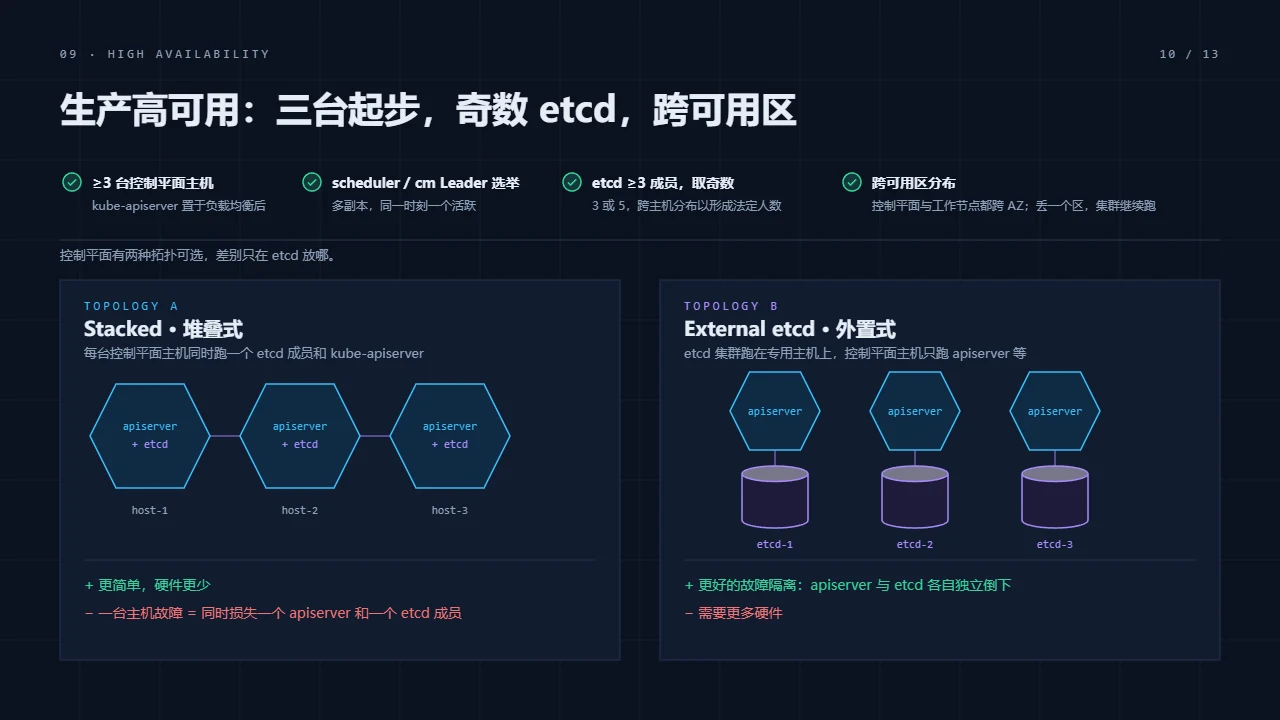 09 · HIGH AVAILABILITY
10 / 13
生产高可用：三台起步，奇数 etcd，跨可用区
≥3 台控制平面主机
kube-apiserver 置于负载均衡后
scheduler / cm Leader 选举
多副本，同一时刻一个活跃
etcd ≥3 成员，取奇数
3 或 5，跨主机分布以形成法定人数
跨可用区分布
控制平面与工作节点都跨 AZ；丢一个区，集群继续跑
控制平面有两种拓扑可选，差别只在 etcd 放哪。
TOPOLOGY A
Stacked · 堆叠式
每台控制平面主机同时跑一个 etcd 成员和 kube-apiserver
apiserver
+ etcd
apiserver
+ etcd
apiserver
+ etcd
host-1
host-2
host-3
+ 更简单，硬件更少
− 一台主机故障 = 同时损失一个 apiserver 和一个 etcd 成员
TOPOLOGY B
External etcd · 外置式
etcd 集群跑在专用主机上，控制平面主机只跑 apiserver 等
apiserver
apiserver
apiserver
etcd-1
etcd-2
etcd-3
+ 更好的故障隔离：apiserver 与 etcd 各自独立倒下
− 需要更多硬件